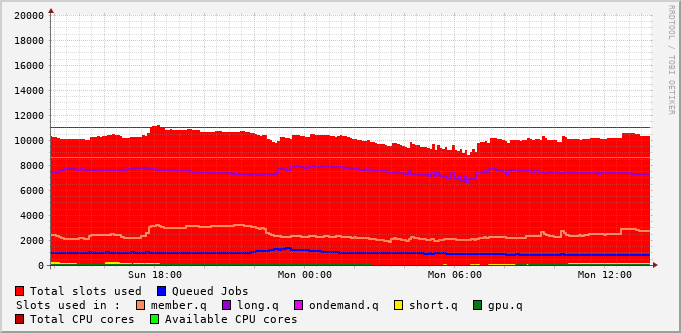 20000
18000
16000
14000
12000
10000
8000
6000
4000
2000
0
Sun 18:00 Mon 00:00 Mon 06:00 Mon 12:00
Total slots used Queued Jobs
Slots used in : member.q long.q ondemand.q short.q gpu.q
Total CPU cores Available CPU cores
RRDTOOL / TOBI OETIKER